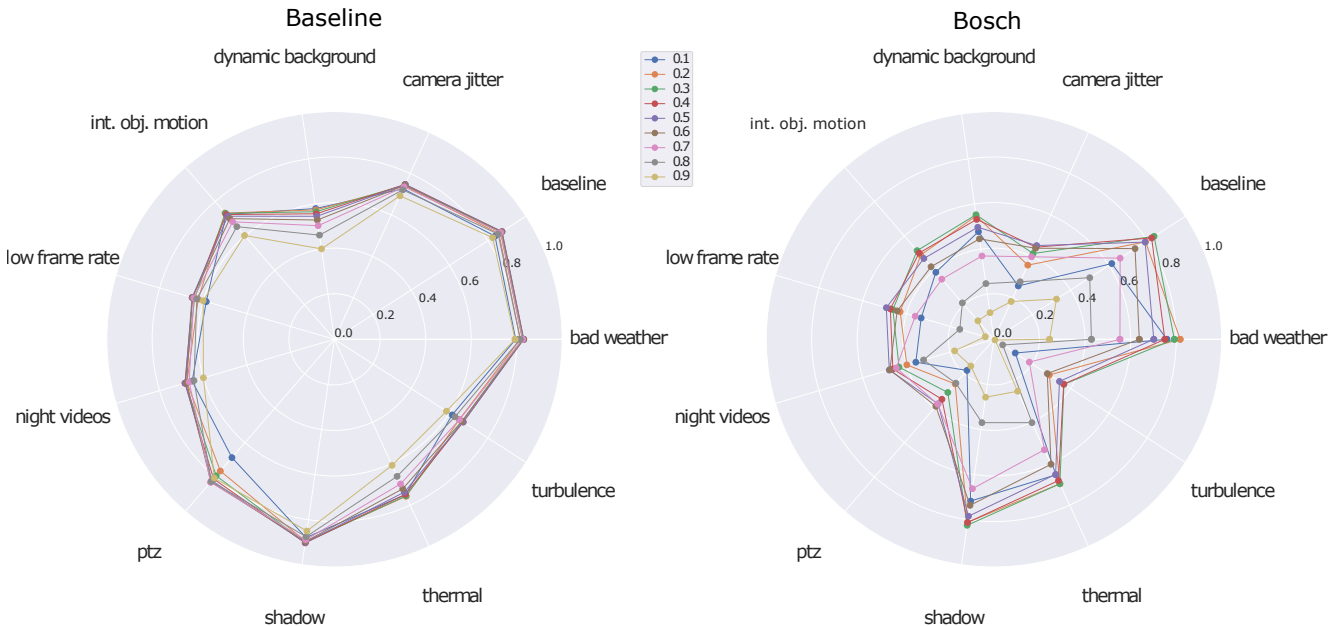 Baseline
dynamic background
camera jitter
int. obj. motion
baseline
low frame rate
bad weather
night videos
turbulence
ptz
thermal
shadow
0.0
0.2
0.4
0.6
0.8
1.0
0.1
0.2
0.3
0.4
0.5
0.6
0.7
0.8
0.9
Bosch
dynamic background
camera jitter
int. obj. motion
baseline
low frame rate
bad weather
night videos
turbulence
ptz
thermal
shadow
0.0
0.2
0.4
0.6
0.8
1.0